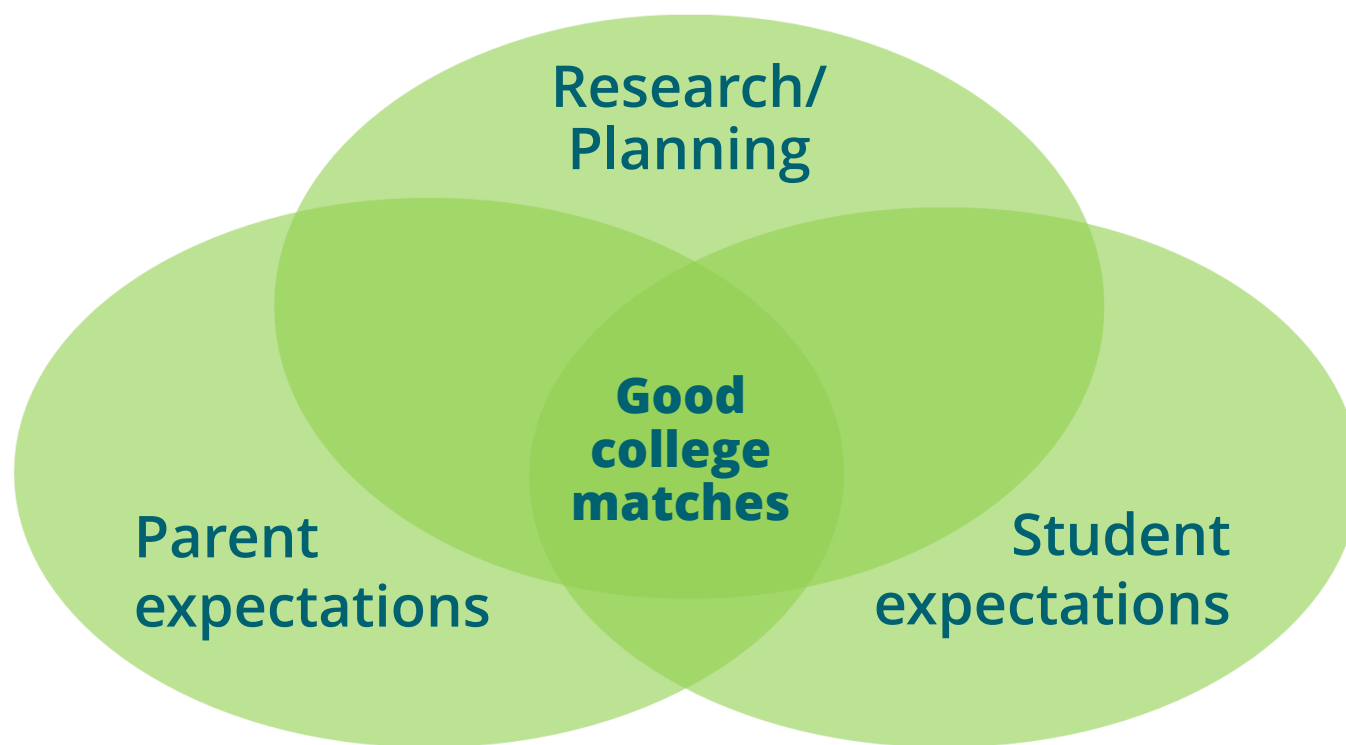 Research/
Planning
Good
college
matches
Parent
expectations
Student
expectations